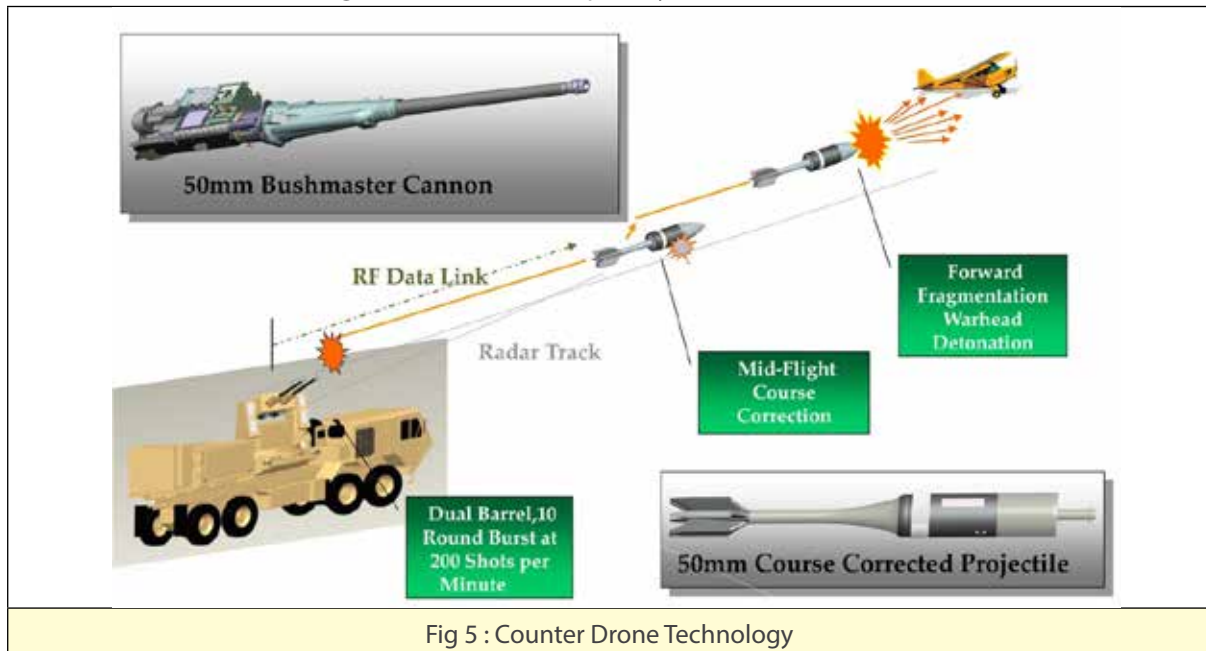 50mm Bushmaster Cannon
RF Data Link
Radar Track
Forward
Fragmentation
Warhead
Detonation
Mid-Flight
Course
Correction
Dual Barrel,10
Round Burst at
200 Shots per
Minute
50mm Course Corrected Projectile
Fig 5 : Counter Drone Technology